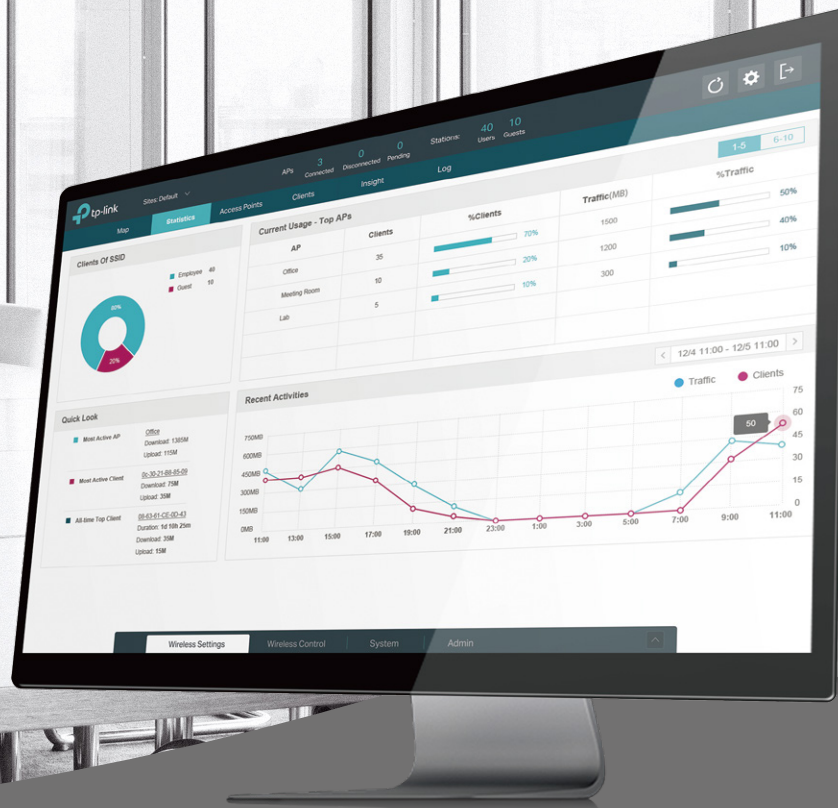 tp-link
Sites: Default
APs 3 Connected 0 Disconnected 0 Pending
Stations: 40 Users 10 Guests
Map Statistics Access Points Clients Insight Log
Clients Of SSID
Employee 40
Guest 10
80%
20%
Current Usage - Top APs
1-5 6-10
AP Clients %Clients Traffic(MB) %Traffic
Office 35 70% 1500 50%
Meeting Room 10 20% 1200 40%
Lab 5 10% 300 10%
Quick Look
Most Active AP Office
Download: 1385M
Upload: 115M
Most Active Client 0c-30-21-B8-85-09
Download: 75M
Upload: 35M
All-time Top Client 08-63-61-CE-0D-43
Duration: 1d 18h 25m
Download: 39M
Upload: 15M
Recent Activities
< 12/4 11:00 - 12/5 11:00 >
Traffic Clients
750MB
600MB
450MB
300MB
150MB
0MB
75
60
45
30
15
0
50
11:00 13:00 15:00 17:00 19:00 21:00 23:00 1:00 3:00 5:00 7:00 9:00 11:00
Wireless Settings Wireless Control System Admin